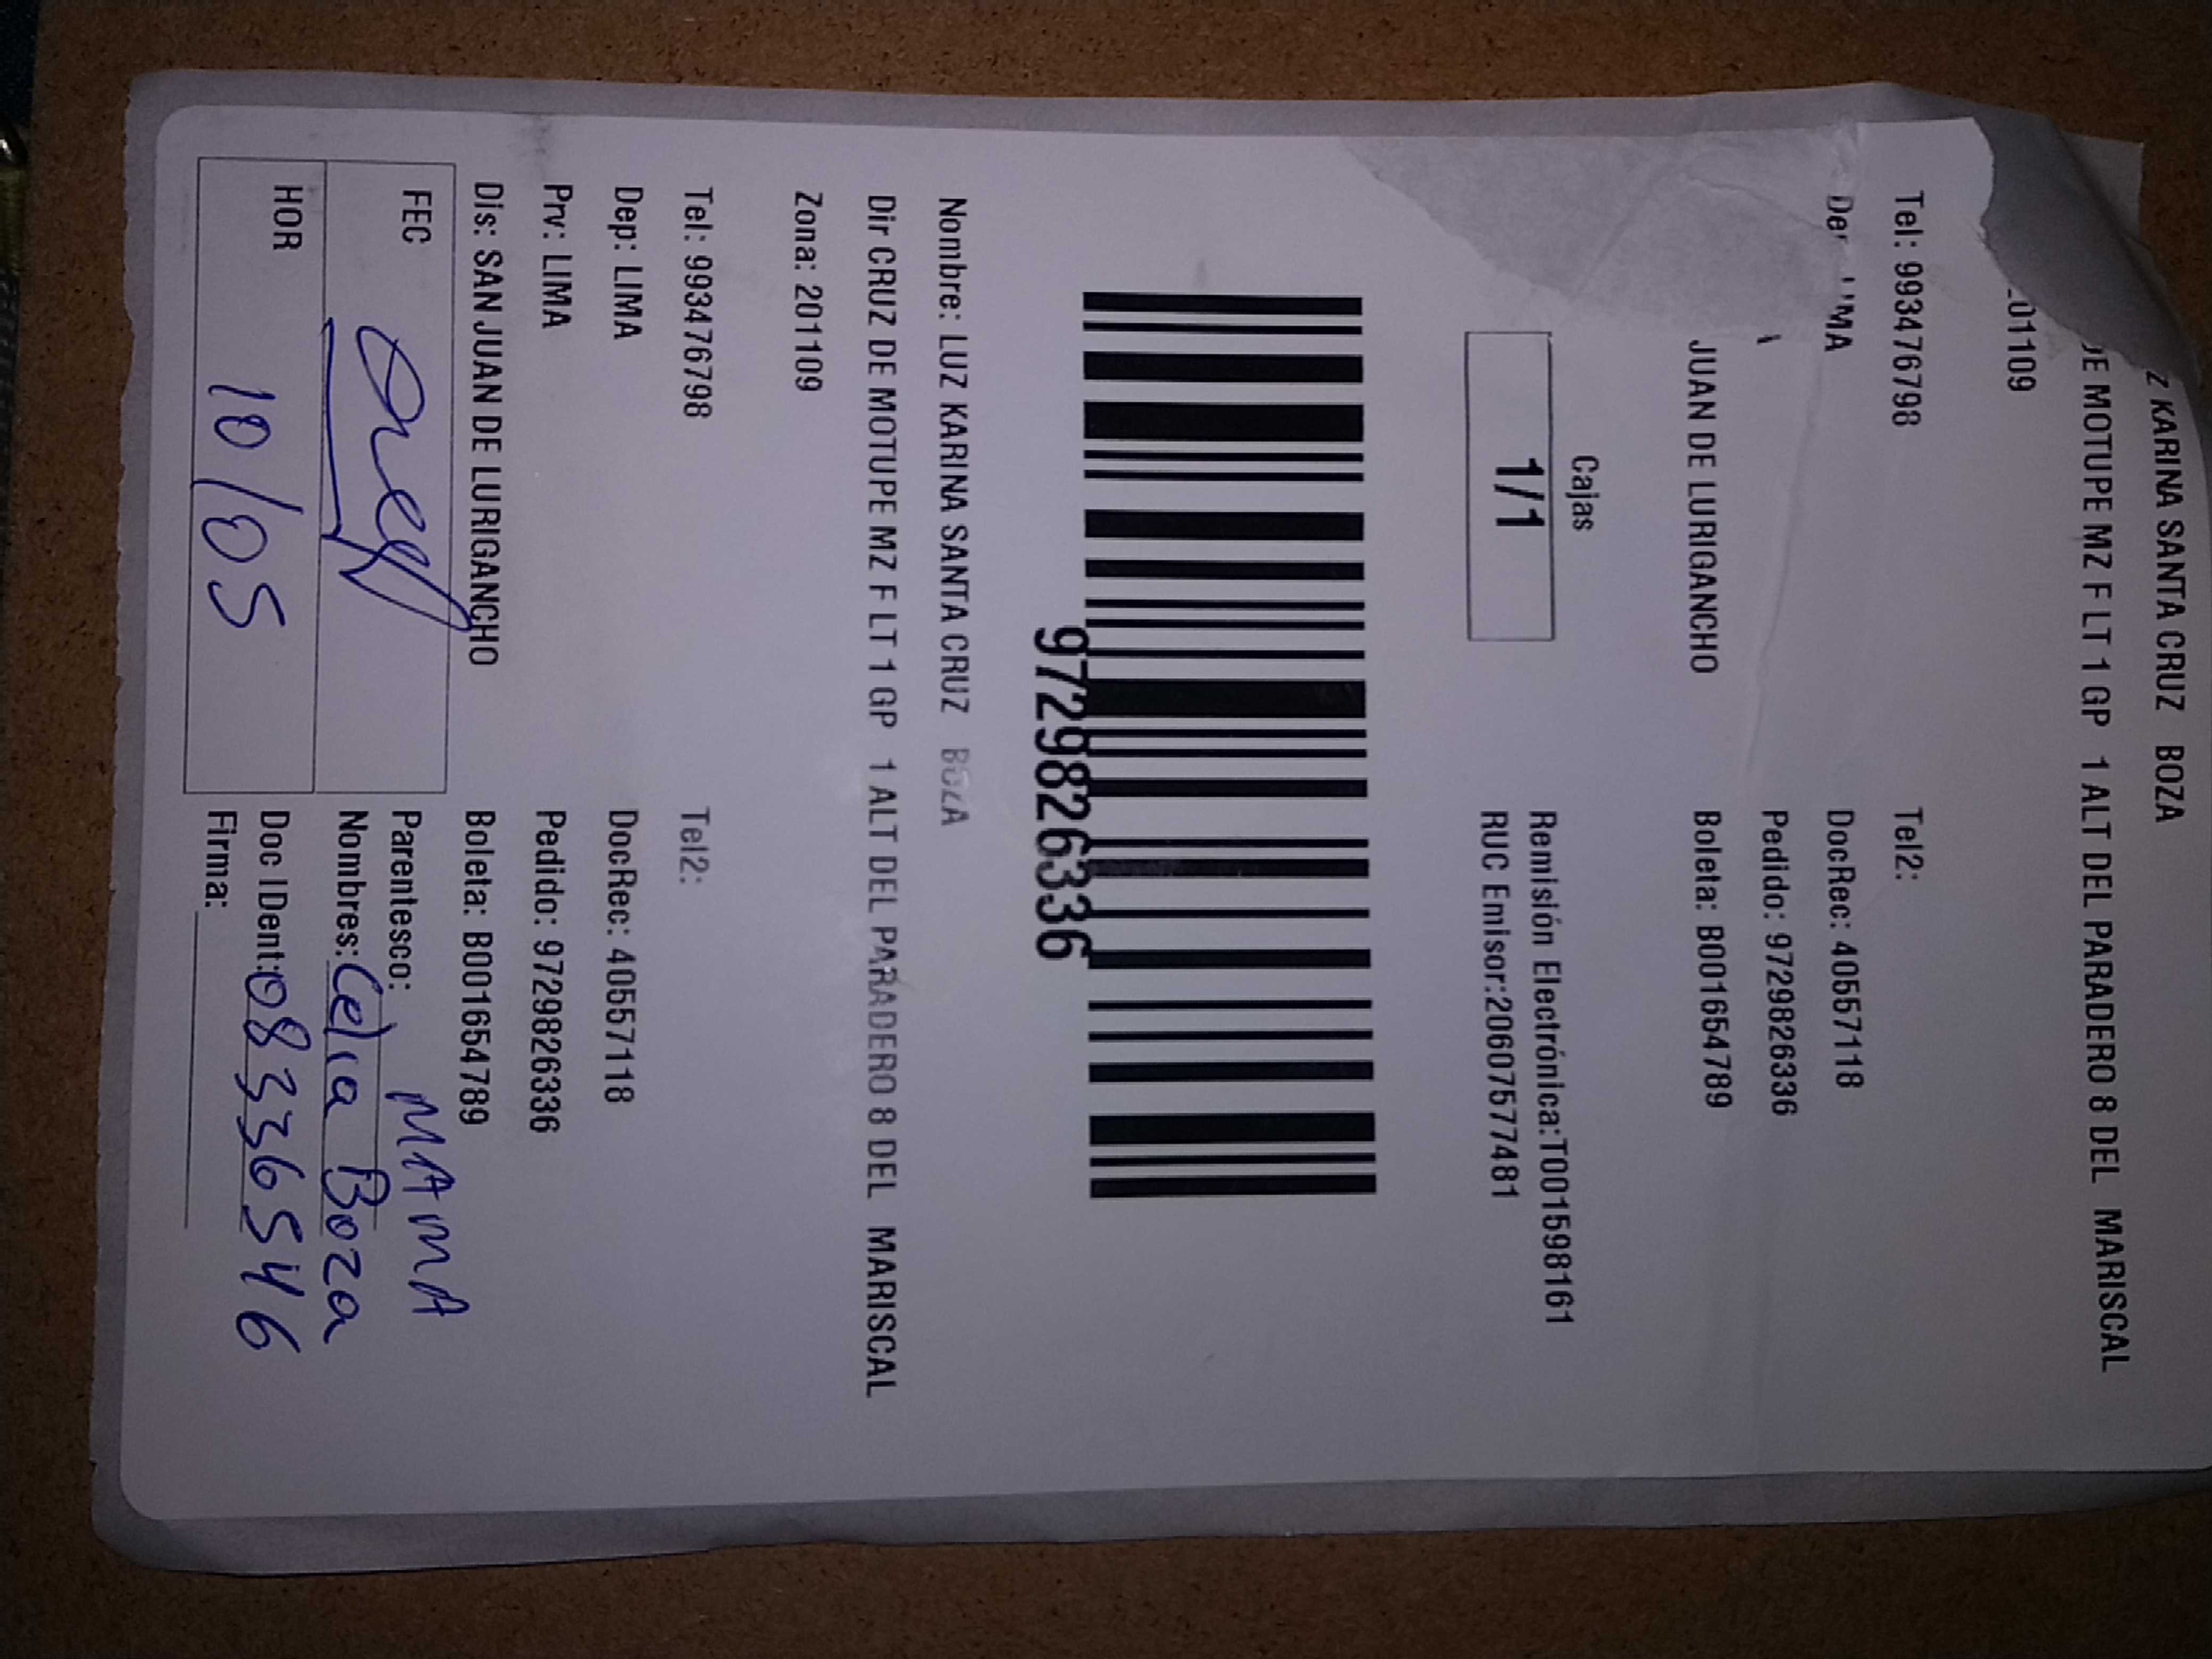 Z KARINA SANTA CRUZ BOZA
DE MOTUPE MZ F LT 1 GP 1 ALT DEL PARADERO 8 DEL MARISCAL
01109
Tel: 993476798 Tel2:
LIMA DocRec: 40557118
Pedido: 9729826336
JUAN DE LURIGANCHO Boleta: B001654789
Cajas
1/1
Remisión Electrónica:T001598161
RUC Emisor:20607577481
9729826336
Nombre: LUZ KARINA SANTA CRUZ BOZA
Dir CRUZ DE MOTUPE MZ F LT 1 GP 1 ALT DEL PARADERO 8 DEL MARISCAL
Zona: 201109
Tel: 993476798 Tel2:
Dep: LIMA DocRec: 40557118
Prv: LIMA Pedido: 9729826336
Dis: SAN JUAN DE LURIGANCHO Boleta: B001654789
FEC
HOR 10/05
Parentesco: MAMA
Nombres: Celia Boza
Doc IDent: 08336546
Firma: